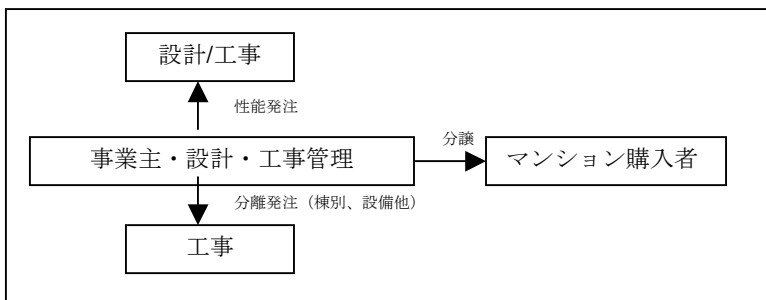 設計/工事
性能発注
事業主・設計・工事管理
分譲
マンション購入者
分離発注（棟別、設備他）
工事